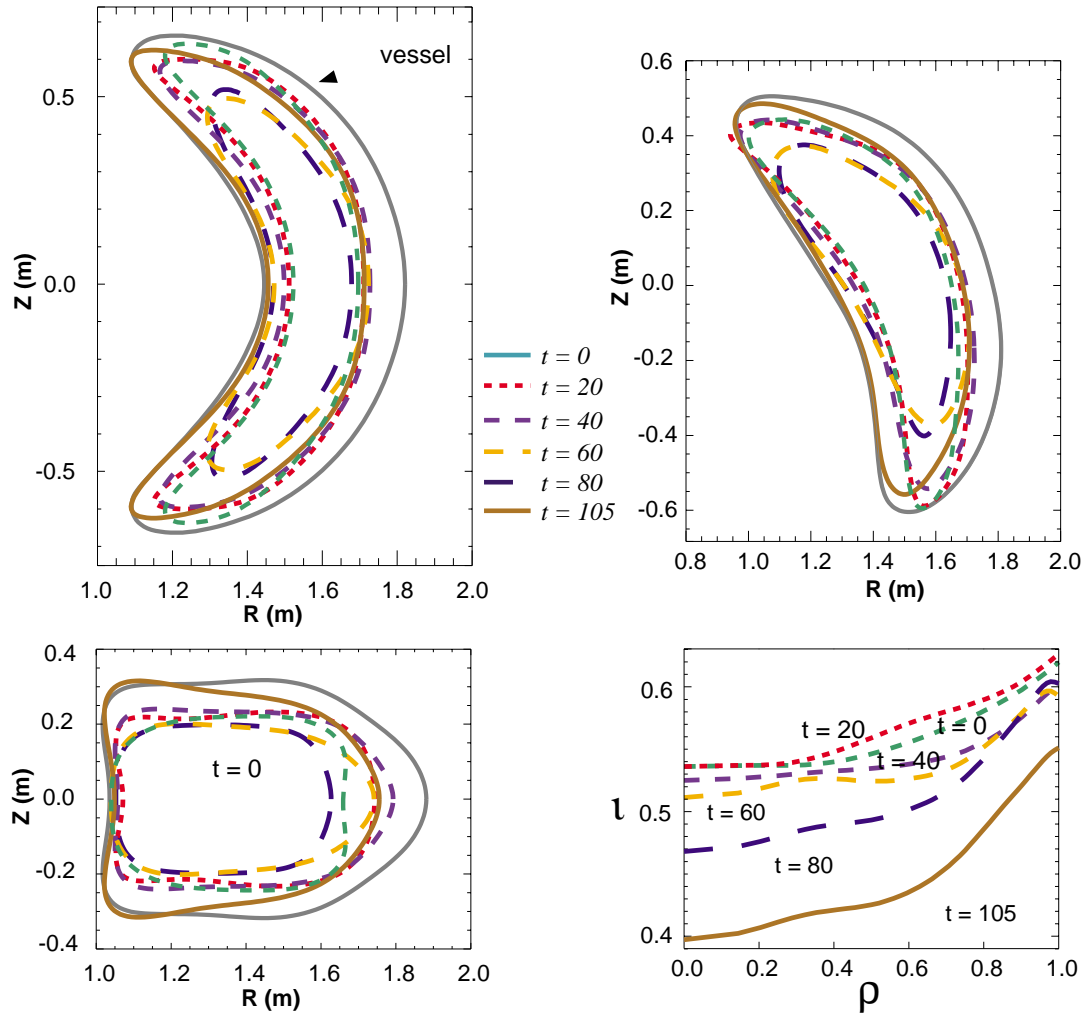 vessel
0.5
0.0
-0.5
Z (m)
1.0 1.2 1.4 1.6 1.8 2.0
R (m)
t = 0
t = 20
t = 40
t = 60
t = 80
t = 105
0.6
0.4
0.2
0.0
-0.2
-0.4
-0.6
Z (m)
0.8 1.0 1.2 1.4 1.6 1.8 2.0
R (m)
0.4
0.2
0.0
-0.2
-0.4
Z (m)
t = 0
1.0 1.2 1.4 1.6 1.8 2.0
R (m)
0.6
0.5
0.4
ι
t = 20
t = 0
t = 40
t = 60
t = 80
t = 105
0.0 0.2 0.4 0.6 0.8 1.0
ρ